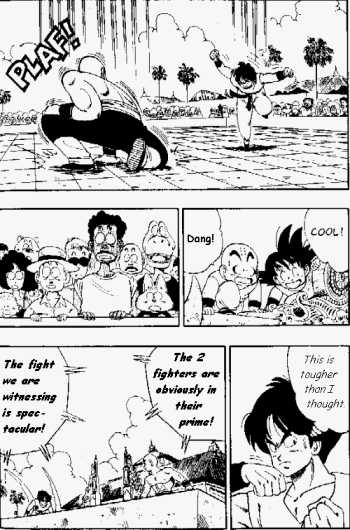 PLAF!
Dang!
COOL!
The fight
we are
witnessing
is spec-
tacular!
The 2
fighters are
obviously in
their
prime!
This is
tougher
than I
thought.